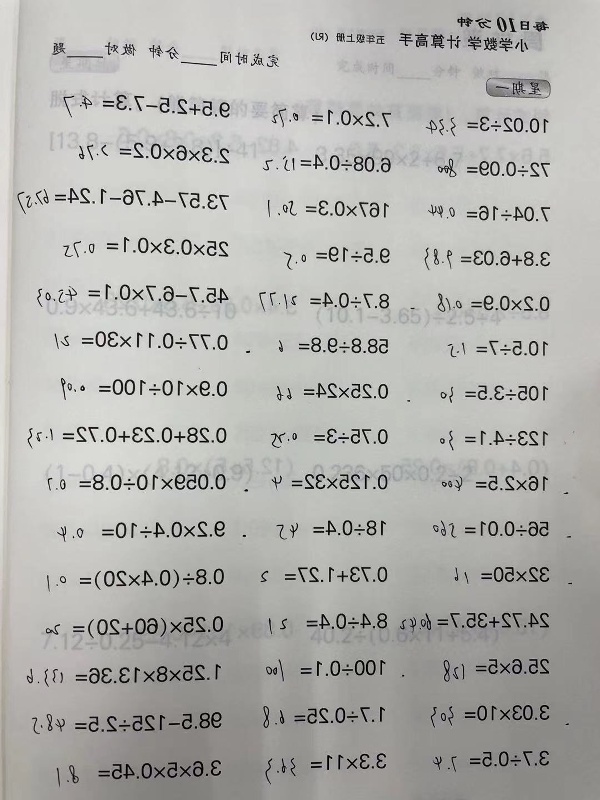 每日10分钟
小学数学 计算高手 五年级上册 (RJ)
完成时间____分钟 做对____题
星期一
10.02÷3= 3.34 7.2×0.1= 0.72 9.5+2.5-7.3= 4.7
72÷0.09= 800 6.08÷0.4= 15.2 2.3×6×0.2= 2.76
7.04÷16= 0.44 167×0.3= 50.1 73.57-4.76-1.24= 67.57
3.8+6.03= 9.83 9.5÷19= 0.5 25×0.3×0.1= 0.75
0.2×0.9= 0.18 8.7÷0.4= 45.7-6.7×0.1= 45.03
10.5÷7= 1.5 58.8÷9.8= 6 0.77÷0.11×30= 21
105÷3.5= 30 0.25×24= 0.9×10÷100= 0.09
123÷4.1= 30 0.75÷3= 0.25 0.28+0.23+0.72= 1.23
16×2.5= 400 0.125×32= 4 0.059×10÷0.8= 0.7
56÷0.01= 560 18÷0.4= 45 9.2×0.4÷10= 0.4
32×50= 16 0.73+1.27= 2 0.8÷(0.4×20)= 0.1
24.72+35.7= 60.42 8.4÷0.4= 21 0.25×(60+20)= 20
25.6×5= 128 100÷0.1= 100 1.25×8×13.36= 133.6
3.03×10= 303 1.7÷0.25= 6.8 98.5-125÷2.5= 48.5
3.7÷0.5= 7.4 3.3×11= 36.3 3.6×5×0.45= 8.1